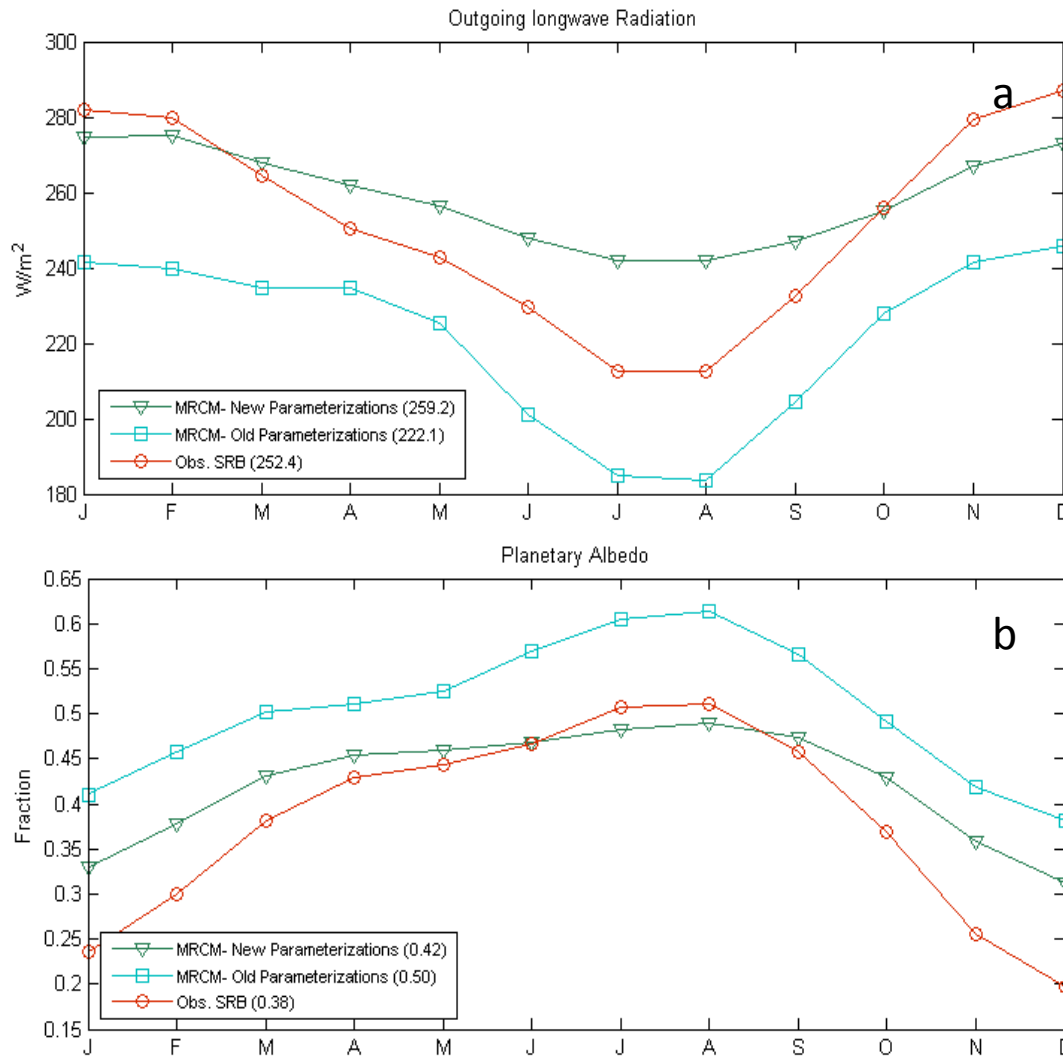 Outgoing longwave Radiation
a
300
280
260
240
220
200
180
W/m²
MRCM- New Parameterizations (259.2)
MRCM- Old Parameterizations (222.1)
Obs. SRB (252.4)
J F M A M J J A S O N D
Planetary Albedo
b
0.65
0.6
0.55
0.5
0.45
0.4
0.35
0.3
0.25
0.2
0.15
Fraction
MRCM- New Parameterizations (0.42)
MRCM- Old Parameterizations (0.50)
Obs. SRB (0.38)
J F M A M J J A S O N